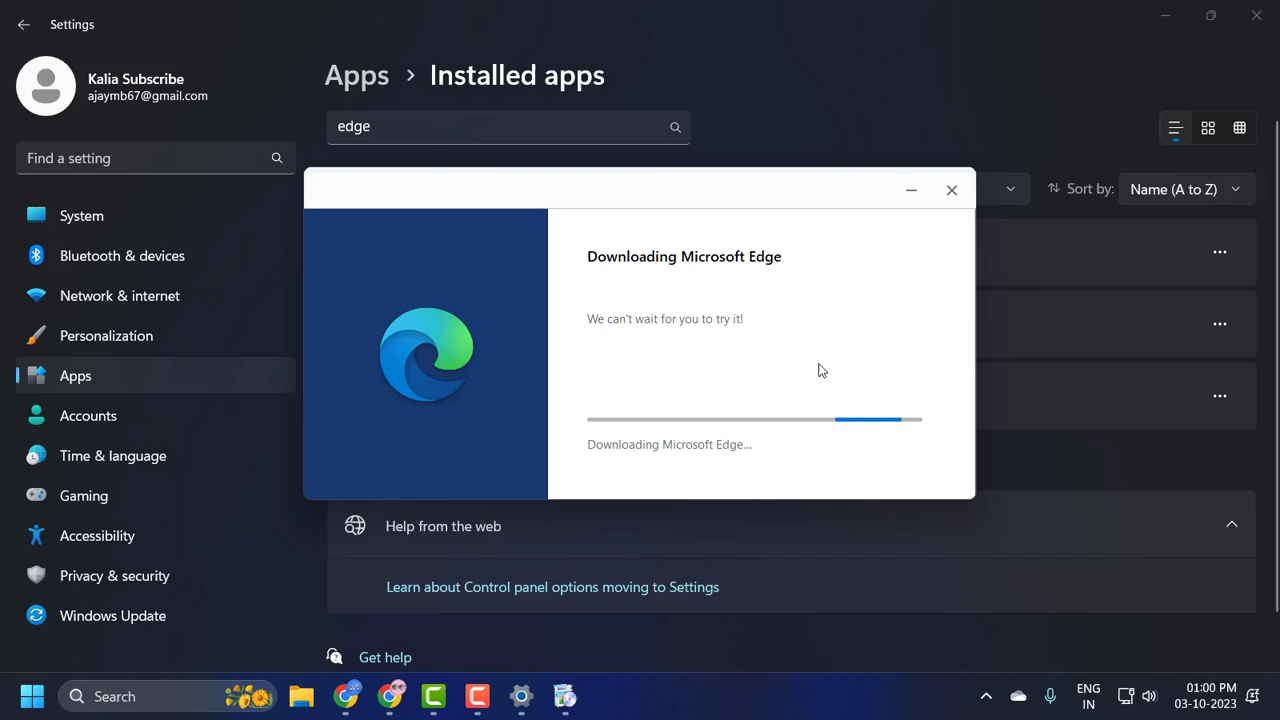 Settings
Kalia Subscribe
ajaymb67@gmail.com
Find a setting
System
Bluetooth & devices
Network & internet
Personalization
Apps
Accounts
Time & language
Gaming
Accessibility
Privacy & security
Windows Update
Apps > Installed apps
edge
Sort by: Name (A to Z)
Downloading Microsoft Edge
We can't wait for you to try it!
Downloading Microsoft Edge...
Help from the web
Learn about Control panel options moving to Settings
Get help
Search
ENG
IN
01:00 PM
03-10-2023